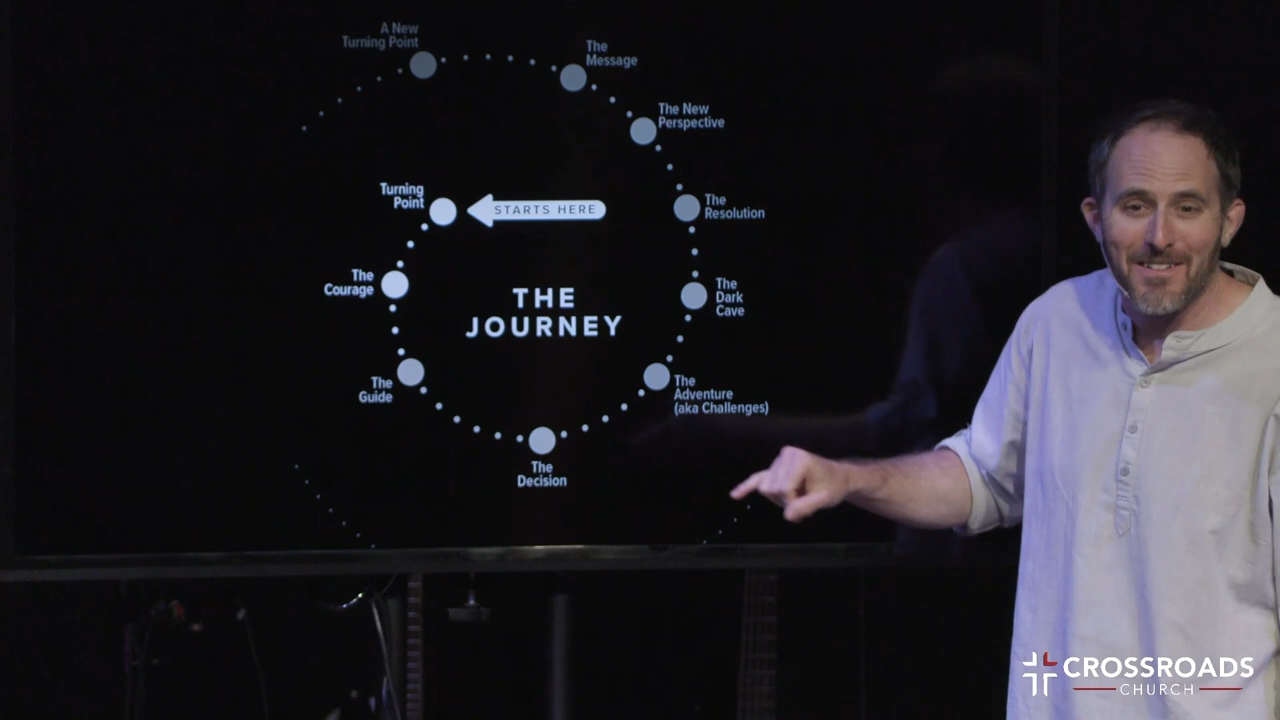 A New
Turning Point
The
Message
The New
Perspective
Turning
Point
STARTS HERE
The
Resolution
The
Courage
THE
JOURNEY
The
Dark
Cave
The
Guide
The
Adventure
(aka Challenges)
The
Decision
CROSSROADS
CHURCH